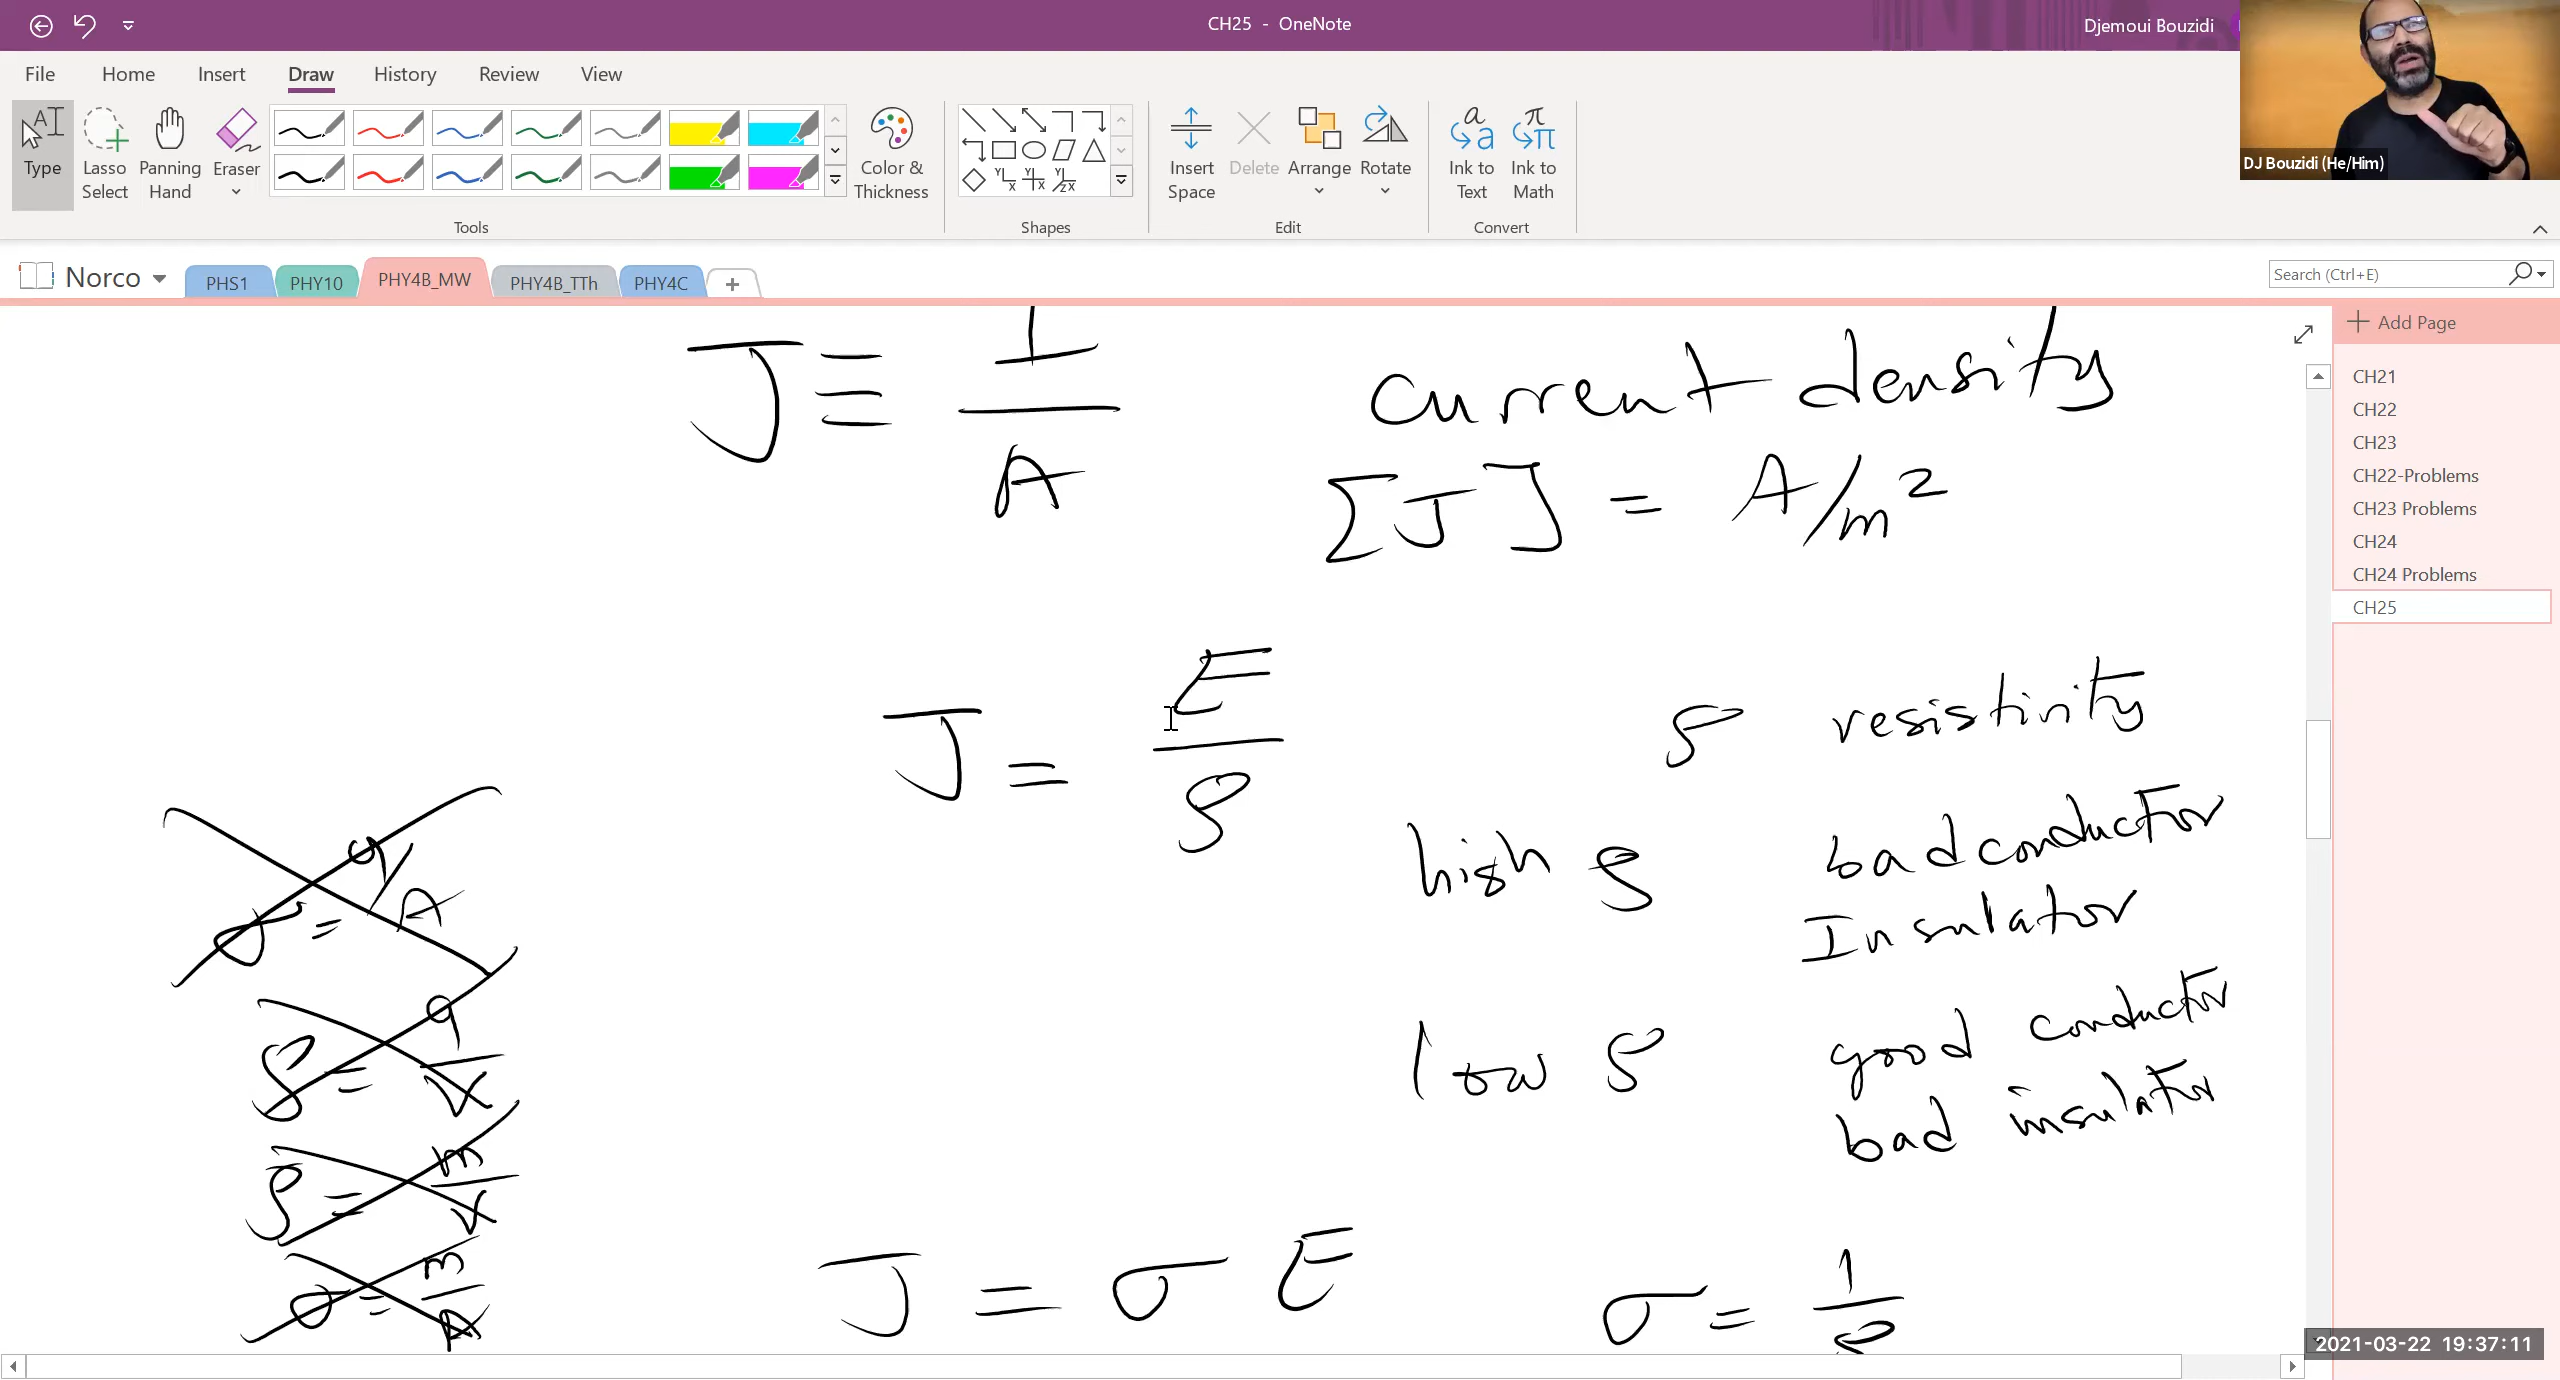 CH25 - OneNote
Djemoui Bouzidi
DJ Bouzidi (He/Him)
File Home Insert Draw History Review View
Type
Lasso Select
Panning Hand
Eraser
Color & Thickness
Insert Space
Delete
Arrange
Rotate
Ink to Text
Ink to Math
Tools Shapes Edit Convert
Norco PHS1 PHY10 PHY4B_MW PHY4B_TTh PHY4C +
Search (Ctrl+E)
Add Page
CH21
CH22
CH23
CH22-Problems
CH23 Problems
CH24
CH24 Problems
CH25
J ≡ I/A current density
[J] = A/m²
J = E/ρ
ρ resistivity
high ρ bad conductor
Insulator
low ρ good conductor
bad insulator
σ = q/A
ρ = q/V
ρ = m/V
σ = m/A
J = σ E
σ = 1/ρ
2021-03-22 19:37:11